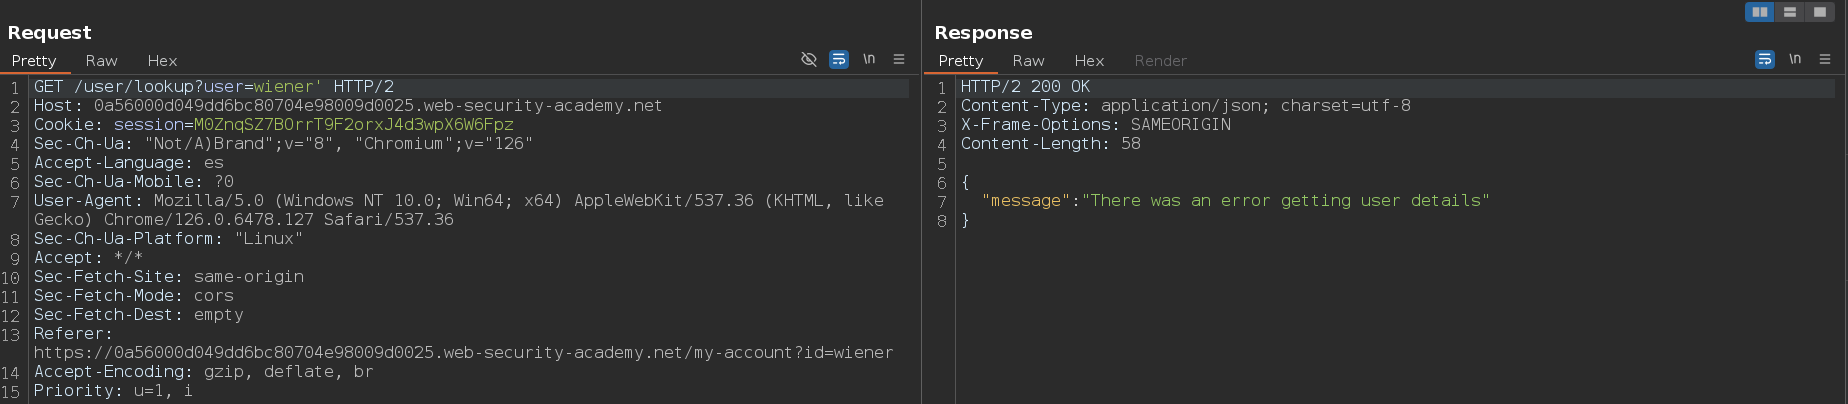 Request
Pretty Raw Hex
\n
1 GET /user/lookup?user=wiener' HTTP/2
2 Host: 0a56000d049dd6bc80704e98009d0025.web-security-academy.net
3 Cookie: session=M0ZnqSZ7BOrrT9F2orxJ4d3wpX6W6Fpz
4 Sec-Ch-Ua: "Not/A)Brand";v="8", "Chromium";v="126"
5 Accept-Language: es
6 Sec-Ch-Ua-Mobile: ?0
7 User-Agent: Mozilla/5.0 (Windows NT 10.0; Win64; x64) AppleWebKit/537.36 (KHTML, like
Gecko) Chrome/126.0.6478.127 Safari/537.36
8 Sec-Ch-Ua-Platform: "Linux"
9 Accept: */*
10 Sec-Fetch-Site: same-origin
11 Sec-Fetch-Mode: cors
12 Sec-Fetch-Dest: empty
13 Referer:
https://0a56000d049dd6bc80704e98009d0025.web-security-academy.net/my-account?id=wiener
14 Accept-Encoding: gzip, deflate, br
15 Priority: u=1, i
Response
Pretty Raw Hex Render
\n
1 HTTP/2 200 OK
2 Content-Type: application/json; charset=utf-8
3 X-Frame-Options: SAMEORIGIN
4 Content-Length: 58
5
6 {
7 "message":"There was an error getting user details"
8 }